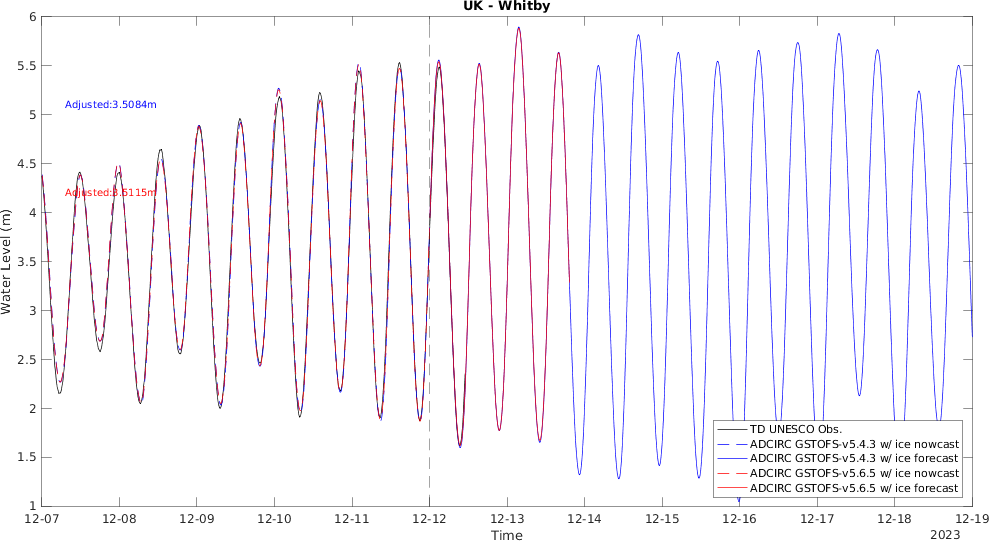 UK - Whitby
6
5.5
5
4.5
4
3.5
3
2.5
2
1.5
1
Water Level (m)
Adjusted:3.5084m
Adjusted:3.5115m
TD UNESCO Obs.
ADCIRC GSTOFS-v5.4.3 w/ ice nowcast
ADCIRC GSTOFS-v5.4.3 w/ ice forecast
ADCIRC GSTOFS-v5.6.5 w/ ice nowcast
ADCIRC GSTOFS-v5.6.5 w/ ice forecast
12-07 12-08 12-09 12-10 12-11 12-12 12-13 12-14 12-15 12-16 12-17 12-18 12-19
Time
2023